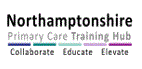 Northamptonshire
Primary Care Training Hub
Collaborate Educate Elevate